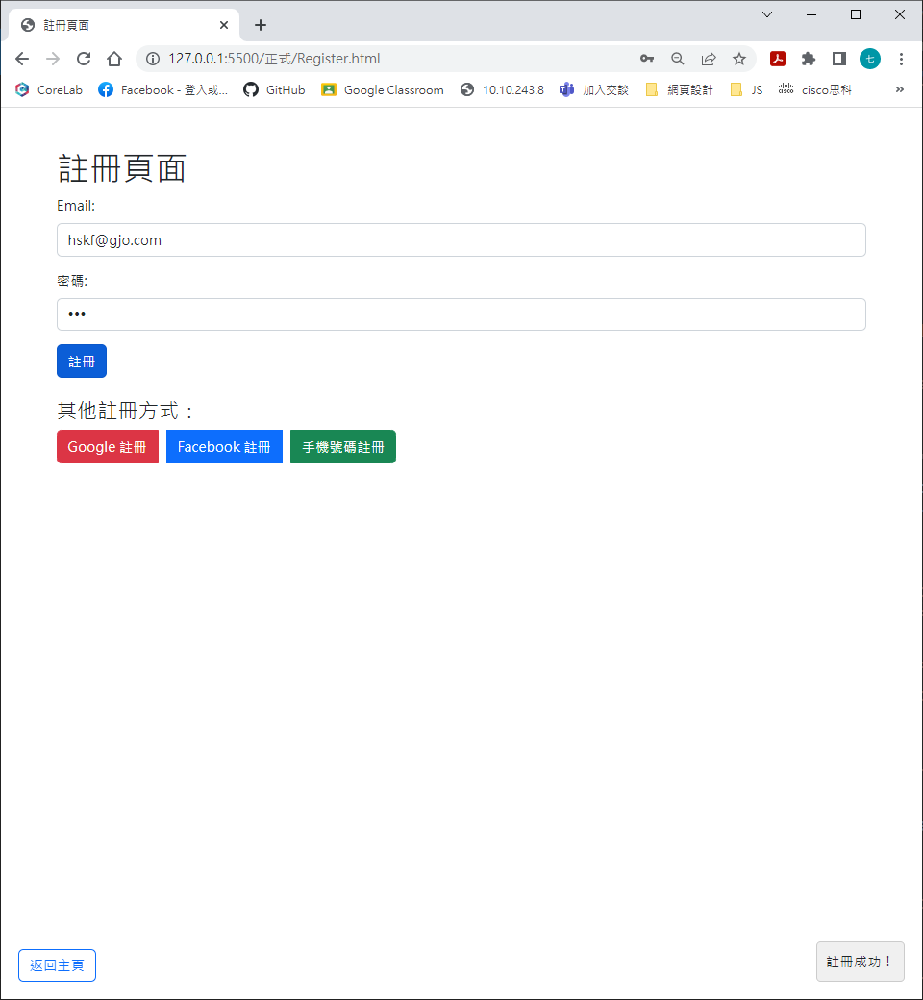 註冊頁面
127.0.0.1:5500/正式/Register.html
七
CoreLab Facebook - 登入或... GitHub Google Classroom 10.10.243.8 加入交談 網頁設計 JS cisco思科 »
註冊頁面
Email:
hskf@gjo.com
密碼:
•••
註冊
其他註冊方式：
Google 註冊 Facebook 註冊 手機號碼註冊
返回主頁 註冊成功！